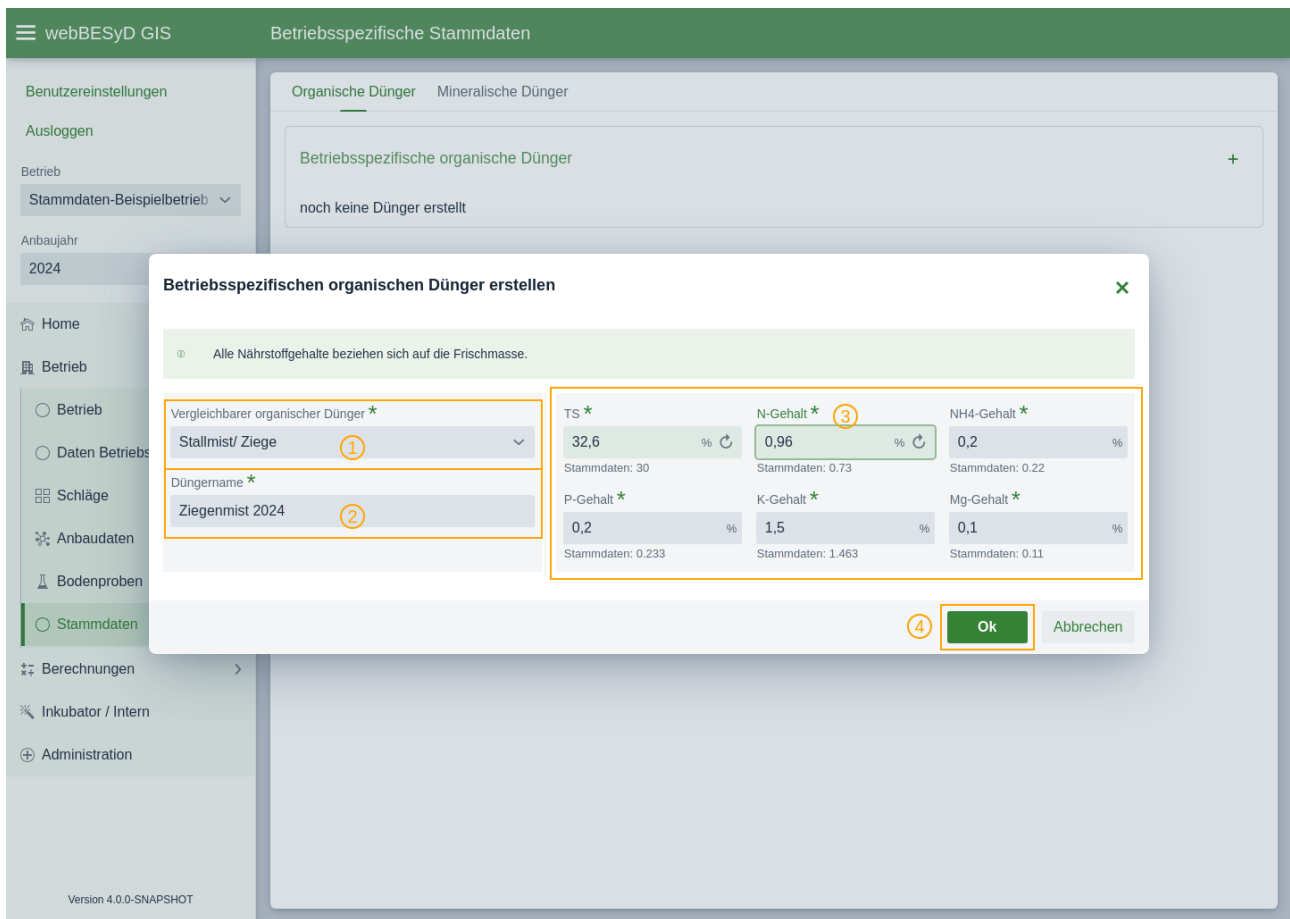 webBESyD GIS
Betriebsspezifische Stammdaten
Benutzereinstellungen
Ausloggen
Betrieb
Stammdaten-Beispielbetrieb
Anbaujahr
2024
Home
Betrieb
Betrieb
Daten Betriebs
Schläge
Anbaudaten
Bodenproben
Stammdaten
Berechnungen
Inkubator / Intern
Administration
Version 4.0.0-SNAPSHOT
Organische Dünger Mineralische Dünger
Betriebsspezifische organische Dünger +
noch keine Dünger erstellt
Betriebsspezifischen organischen Dünger erstellen
Alle Nährstoffgehalte beziehen sich auf die Frischmasse.
Vergleichbarer organischer Dünger *
Stallmist/ Ziege 1
Düngername *
Ziegenmist 2024 2
TS * N-Gehalt * 3 NH4-Gehalt *
32,6 % 0,96 % 0,2 %
Stammdaten: 30 Stammdaten: 0.73 Stammdaten: 0.22
P-Gehalt * K-Gehalt * Mg-Gehalt *
0,2 % 1,5 % 0,1 %
Stammdaten: 0.233 Stammdaten: 1.463 Stammdaten: 0.11
4 Ok Abbrechen